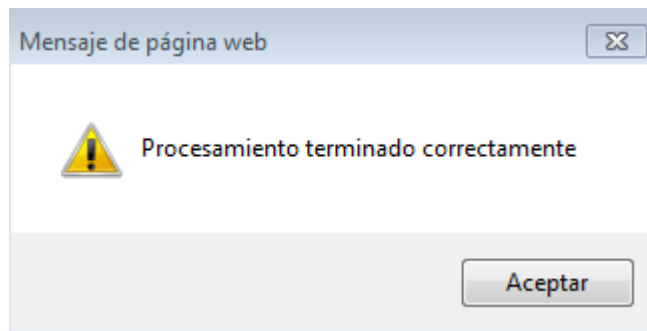 Mensaje de página web
Procesamiento terminado correctamente
Aceptar